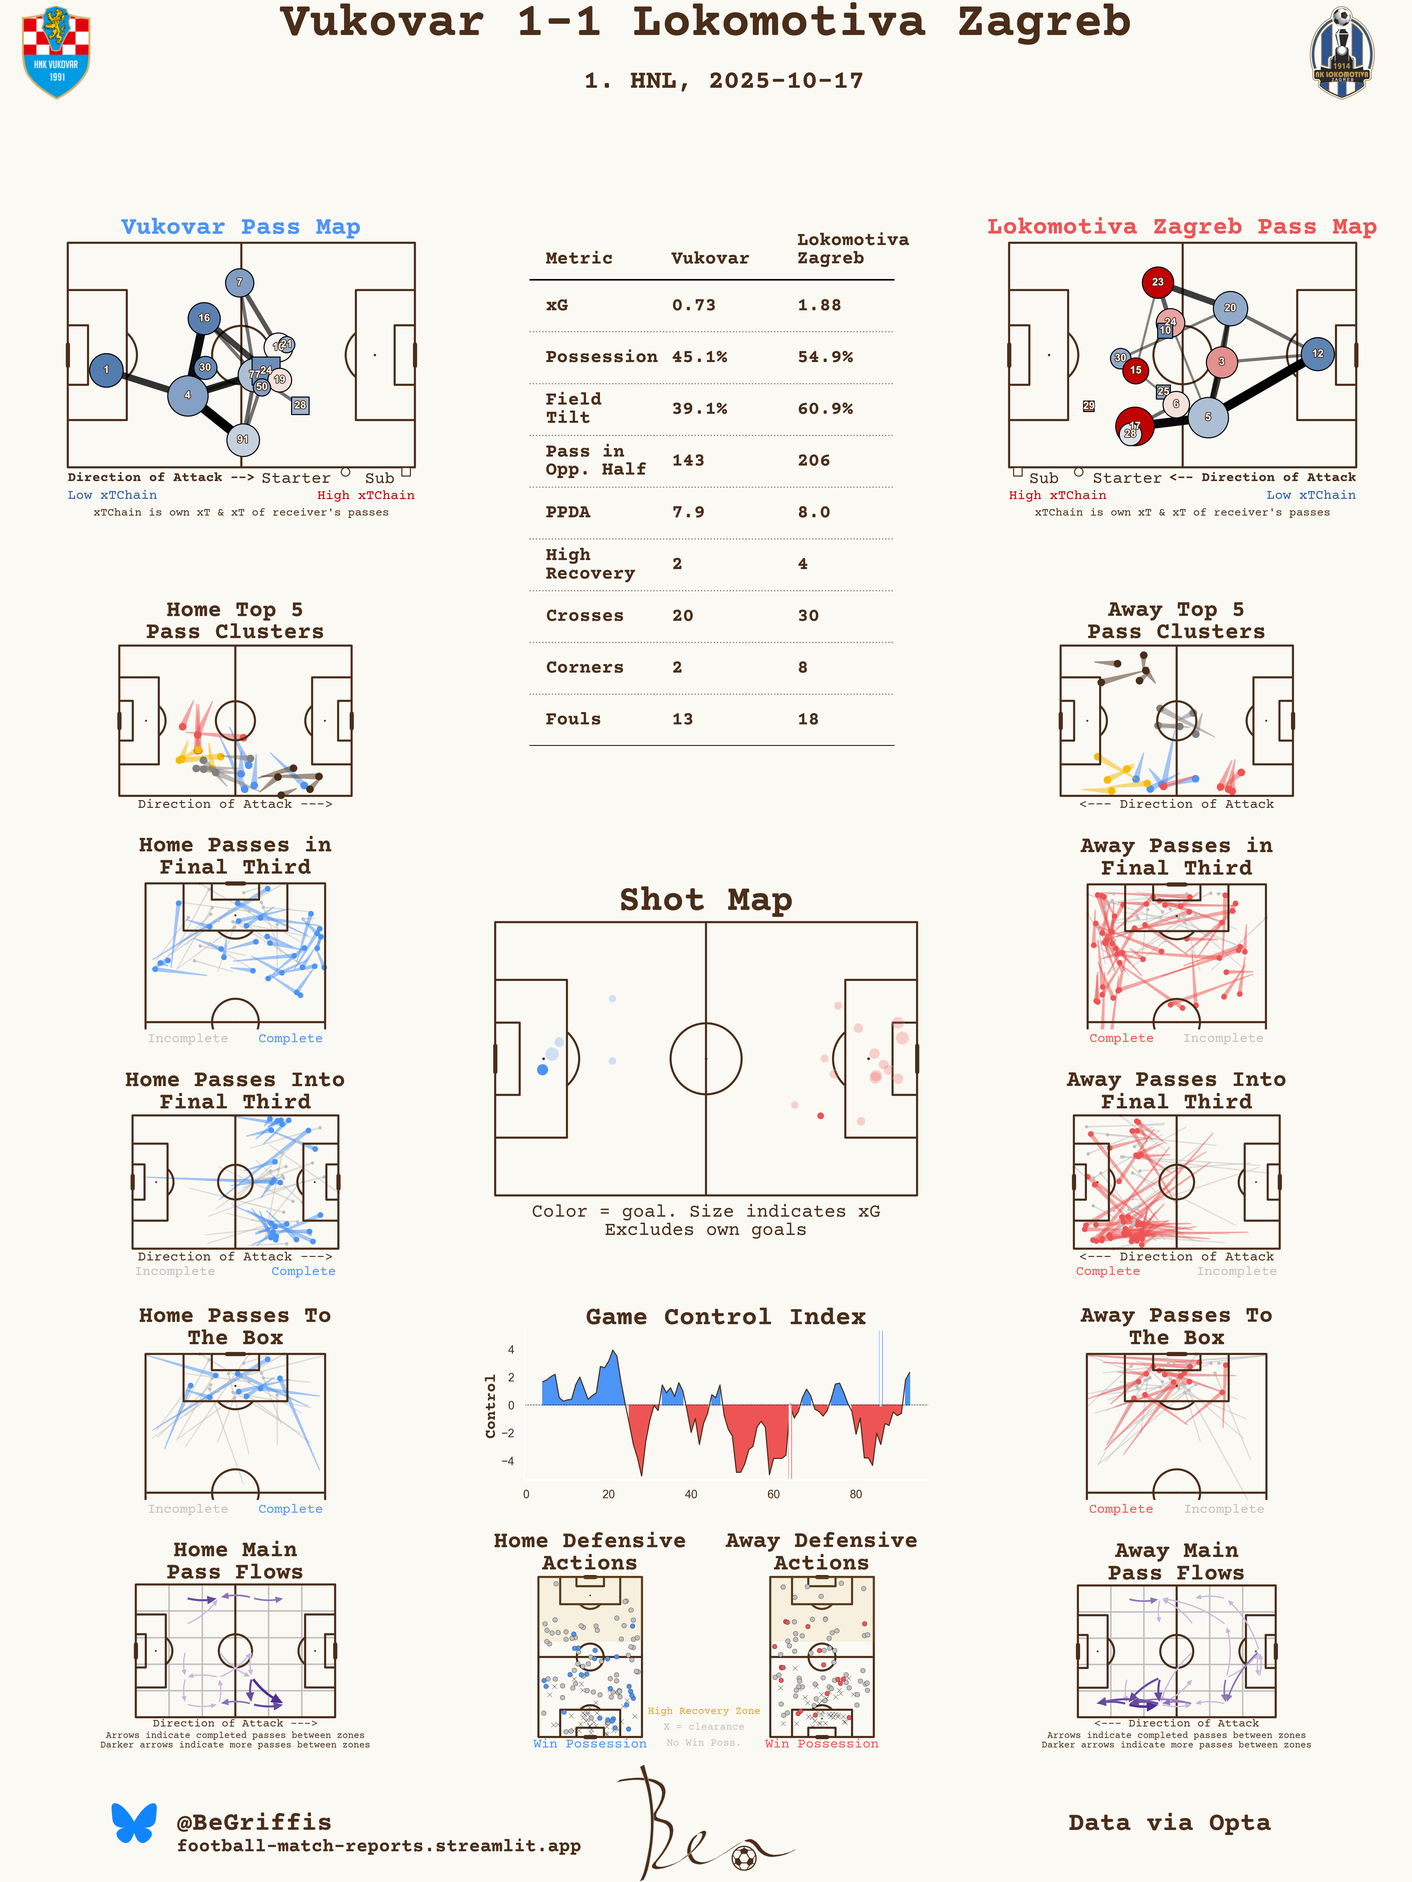 Vukovar 1-1 Lokomotiva Zagreb
1. HNL, 2025-10-17
HNK VUKOVAR
1991
1914
NK LOKOMOTIVA
ZAGREB
Vukovar Pass Map
7
16
21
30
77
24
1
50
19
4
28
91
Direction of Attack --> Starter Sub
Low xTChain High xTChain
xTChain is own xT & xT of receiver's passes
Metric Vukovar Lokomotiva
Zagreb
xG 0.73 1.88
Possession 45.1% 54.9%
Field
Tilt 39.1% 60.9%
Pass in
Opp. Half 143 206
PPDA 7.9 8.0
High
Recovery 2 4
Crosses 20 30
Corners 2 8
Fouls 13 18
Lokomotiva Zagreb Pass Map
23
20
24
10
12
30
3
15
25
29
6
5
17
28
Sub Starter <-- Direction of Attack
High xTChain Low xTChain
xTChain is own xT & xT of receiver's passes
Home Top 5
Pass Clusters
Direction of Attack --->
Away Top 5
Pass Clusters
<--- Direction of Attack
Home Passes in
Final Third
Incomplete Complete
Away Passes in
Final Third
Complete Incomplete
Shot Map
Color = goal. Size indicates xG
Excludes own goals
Home Passes Into
Final Third
Direction of Attack --->
Incomplete Complete
Away Passes Into
Final Third
<--- Direction of Attack
Complete Incomplete
Home Passes To
The Box
Incomplete Complete
Game Control Index
Control
4
2
0
−2
−4
0 20 40 60 80
Away Passes To
The Box
Complete Incomplete
Home Main
Pass Flows
Direction of Attack --->
Arrows indicate completed passes between zones
Darker arrows indicate more passes between zones
Home Defensive
Actions
Win Possession
Away Defensive
Actions
Win Possession
High Recovery Zone
X = clearance
No Win Poss.
Away Main
Pass Flows
<--- Direction of Attack
Arrows indicate completed passes between zones
Darker arrows indicate more passes between zones
@BeGriffis
football-match-reports.streamlit.app
Ben
Data via Opta